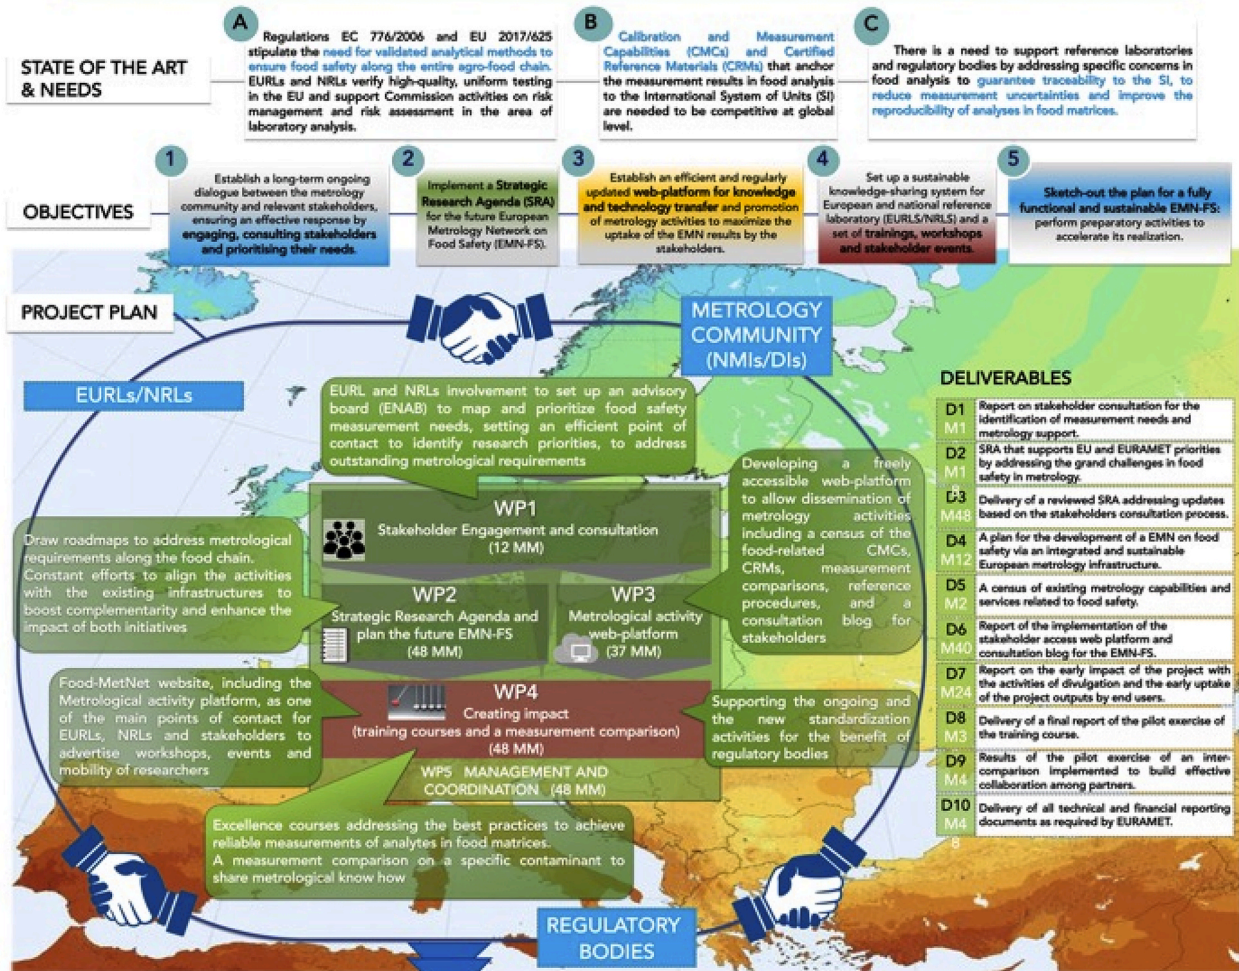 STATE OF THE ART
& NEEDS
A
Regulations EC 776/2006 and EU 2017/625
stipulate the need for validated analytical methods to
ensure food safety along the entire agro-food chain.
EURLs and NRLs verify high-quality, uniform testing
in the EU and support Commission activities on risk
management and risk assessment in the area of
laboratory analysis.
B
Calibration and Measurement
Capabilities (CMCs) and Certified
Reference Materials (CRMs) that anchor
the measurement results in food analysis
to the International System of Units (SI)
are needed to be competitive at global
level.
C
There is a need to support reference laboratories
and regulatory bodies by addressing specific concerns in
food analysis to guarantee traceability to the SI, to
reduce measurement uncertainties and improve the
reproducibility of analyses in food matrices.
OBJECTIVES
1
Establish a long-term ongoing
dialogue between the metrology
community and relevant stakeholders,
ensuring an effective response by
engaging, consulting stakeholders
and prioritising their needs.
2
Implement a Strategic
Research Agenda (SRA)
for the future European
Metrology Network on
Food Safety (EMN-FS).
3
Establish an efficient and regularly
updated web-platform for knowledge
and technology transfer and promotion
of metrology activities to maximize the
uptake of the EMN results by the
stakeholders.
4
Set up a sustainable
knowledge-sharing system for
European and national reference
laboratory (EURLS/NRLS) and a
set of trainings, workshops
and stakeholder events.
5
Sketch-out the plan for a fully
functional and sustainable EMN-FS:
perform preparatory activities to
accelerate its realization.
PROJECT PLAN
EURLs/NRLs
METROLOGY
COMMUNITY
(NMIs/DIs)
EURL and NRLs involvement to set up an advisory
board (ENAB) to map and prioritize food safety
measurement needs, setting an efficient point of
contact to identify research priorities, to address
outstanding metrological requirements
WP1
Stakeholder Engagement and consultation
(12 MM)
Developing a freely
accessible web-platform
to allow dissemination of
metrology activities
including a census of the
food-related CMCs,
CRMs, measurement
comparisons, reference
procedures, and a
consultation blog for
stakeholders
Draw roadmaps to address metrological
requirements along the food chain.
Constant efforts to align the activities
with the existing infrastructures to
boost complementarity and enhance the
impact of both initiatives
WP2
Strategic Research Agenda and
plan the future EMN-FS
(48 MM)
WP3
Metrological activity
web-platform
(37 MM)
Food-MetNet website, including the
Metrological activity platform, as one
of the main points of contact for
EURLs, NRLs and stakeholders to
advertise workshops, events and
mobility of researchers
WP4
Creating impact
(training courses and a measurement comparison)
(48 MM)
Supporting the ongoing and
the new standardization
activities for the benefit of
regulatory bodies
WP5 MANAGEMENT AND
COORDINATION (48 MM)
Excellence courses addressing the best practices to achieve
reliable measurements of analytes in food matrices.
A measurement comparison on a specific contaminant to
share metrological know how
REGULATORY
BODIES
DELIVERABLES
D1
M1
Report on stakeholder consultation for the
identification of measurement needs and
metrology support.
D2
M1
8
SRA that supports EU and EURAMET priorities
by addressing the grand challenges in food
safety in metrology.
D3
M48
Delivery of a reviewed SRA addressing updates
based on the stakeholders consultation process.
D4
M12
A plan for the development of a EMN on food
safety via an integrated and sustainable
European metrology infrastructure.
D5
M2
A census of existing metrology capabilities and
services related to food safety.
D6
M40
Report of the implementation of the
stakeholder access web platform and
consultation blog for the EMN-FS.
D7
M24
Report on the early impact of the project with
the activities of divulgation and the early uptake
of the project outputs by end users.
D8
M3
Delivery of a final report of the pilot exercise of
the training course.
D9
M4
Results of the pilot exercise of an inter-
comparison implemented to build effective
collaboration among partners.
D10
M4
8
Delivery of all technical and financial reporting
documents as required by EURAMET.